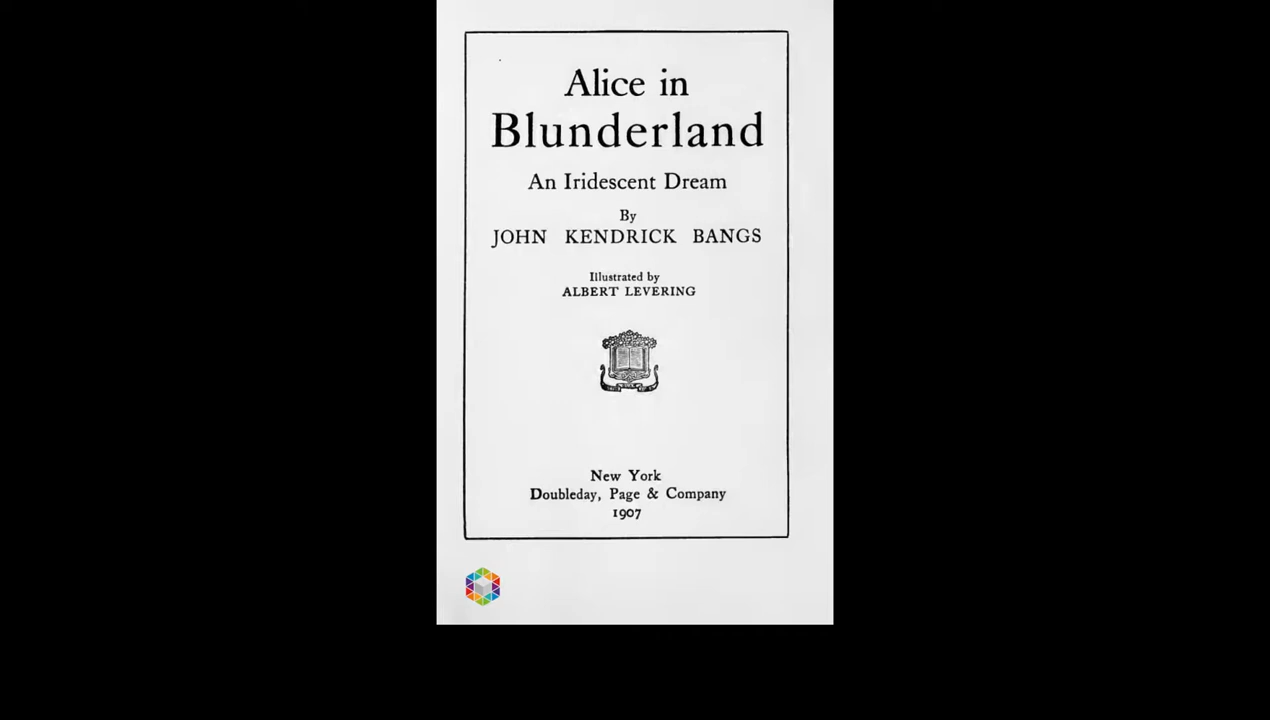 Alice in
Blunderland
An Iridescent Dream
By
JOHN KENDRICK BANGS
Illustrated by
ALBERT LEVERING
New York
Doubleday, Page & Company
1907